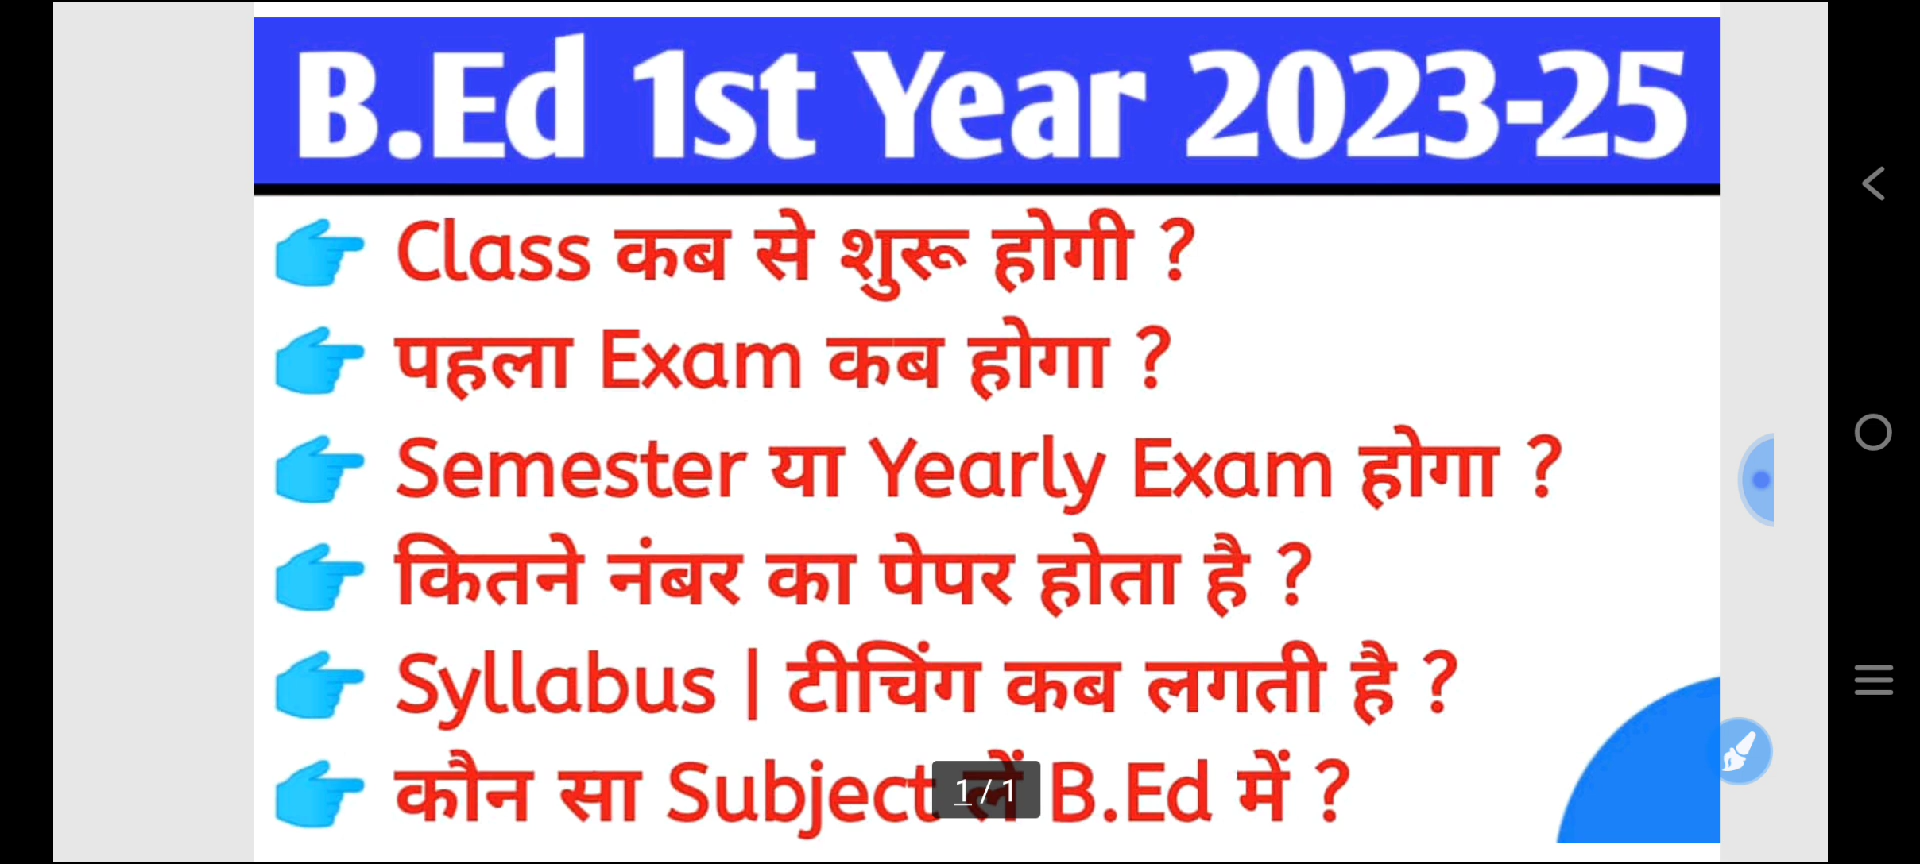 B.Ed 1st Year 2023-25
Class कब से शुरू होगी ?
पहला Exam कब होगा ?
Semester या Yearly Exam होगा ?
कितने नंबर का पेपर होता है ?
Syllabus | टीचिंग कब लगती है ?
कौन सा Subject लें B.Ed में ?
1 / 1